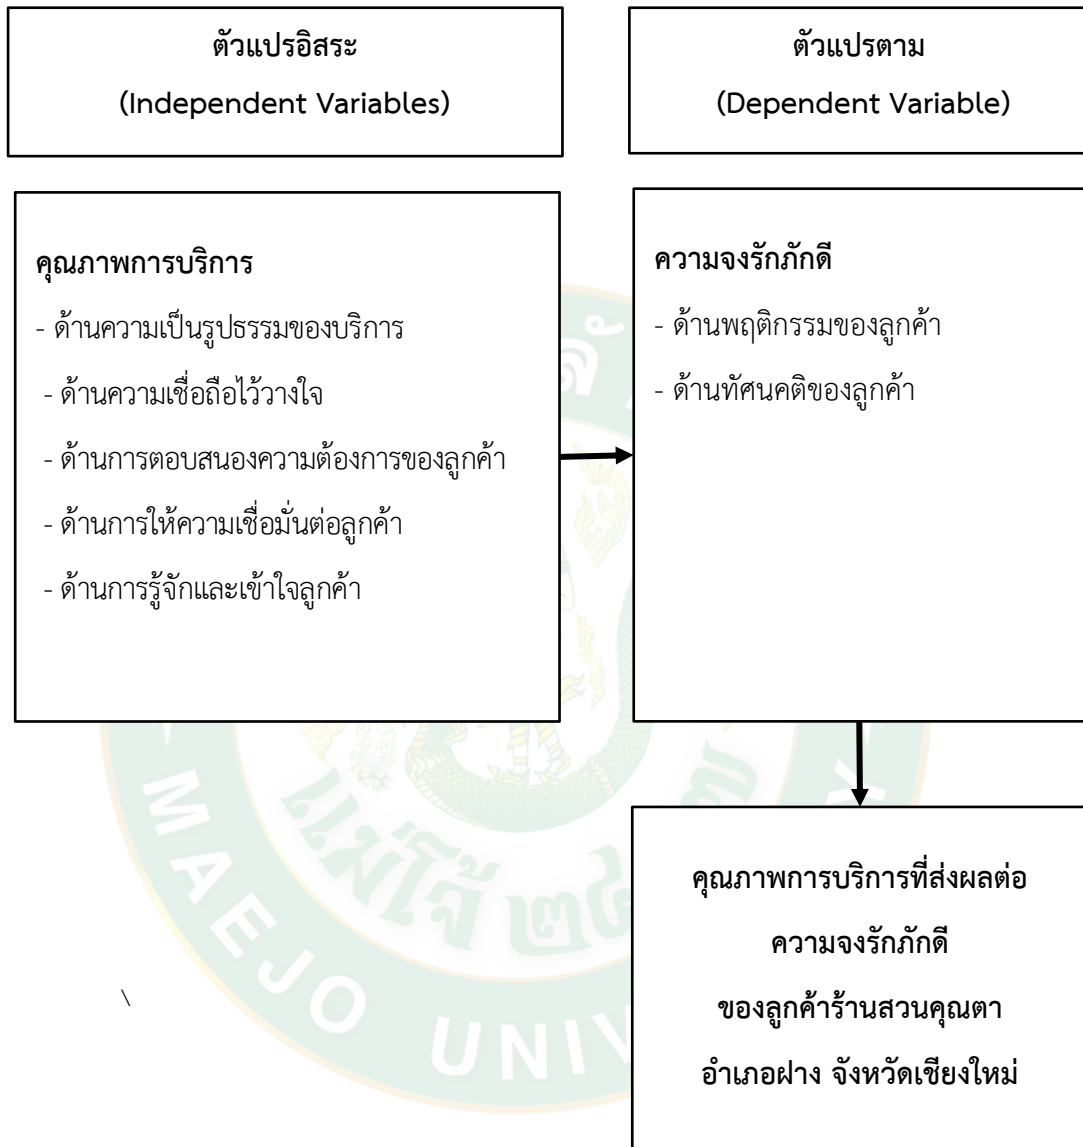 ตัวแปรอิสระ
(Independent Variables)
ตัวแปรตาม
(Dependent Variable)
คุณภาพการบริการ
- ด้านความเป็นรูปธรรมของบริการ
- ด้านความเชื่อถือไว้วางใจ
- ด้านการตอบสนองความต้องการของลูกค้า
- ด้านการให้ความเชื่อมั่นต่อลูกค้า
- ด้านการรู้จักและเข้าใจลูกค้า
ความจงรักภักดี
- ด้านพฤติกรรมของลูกค้า
- ด้านทัศนคติของลูกค้า
คุณภาพการบริการที่ส่งผลต่อ
ความจงรักภักดี
ของลูกค้าร้านสวนคุณตา
อำเภอฝาง จังหวัดเชียงใหม่
\
แม่โจ้
MAEJO UNIV